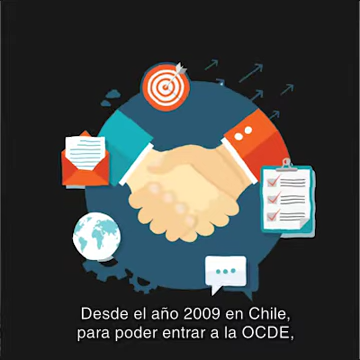 Desde el año 2009 en Chile,
para poder entrar a la OCDE,